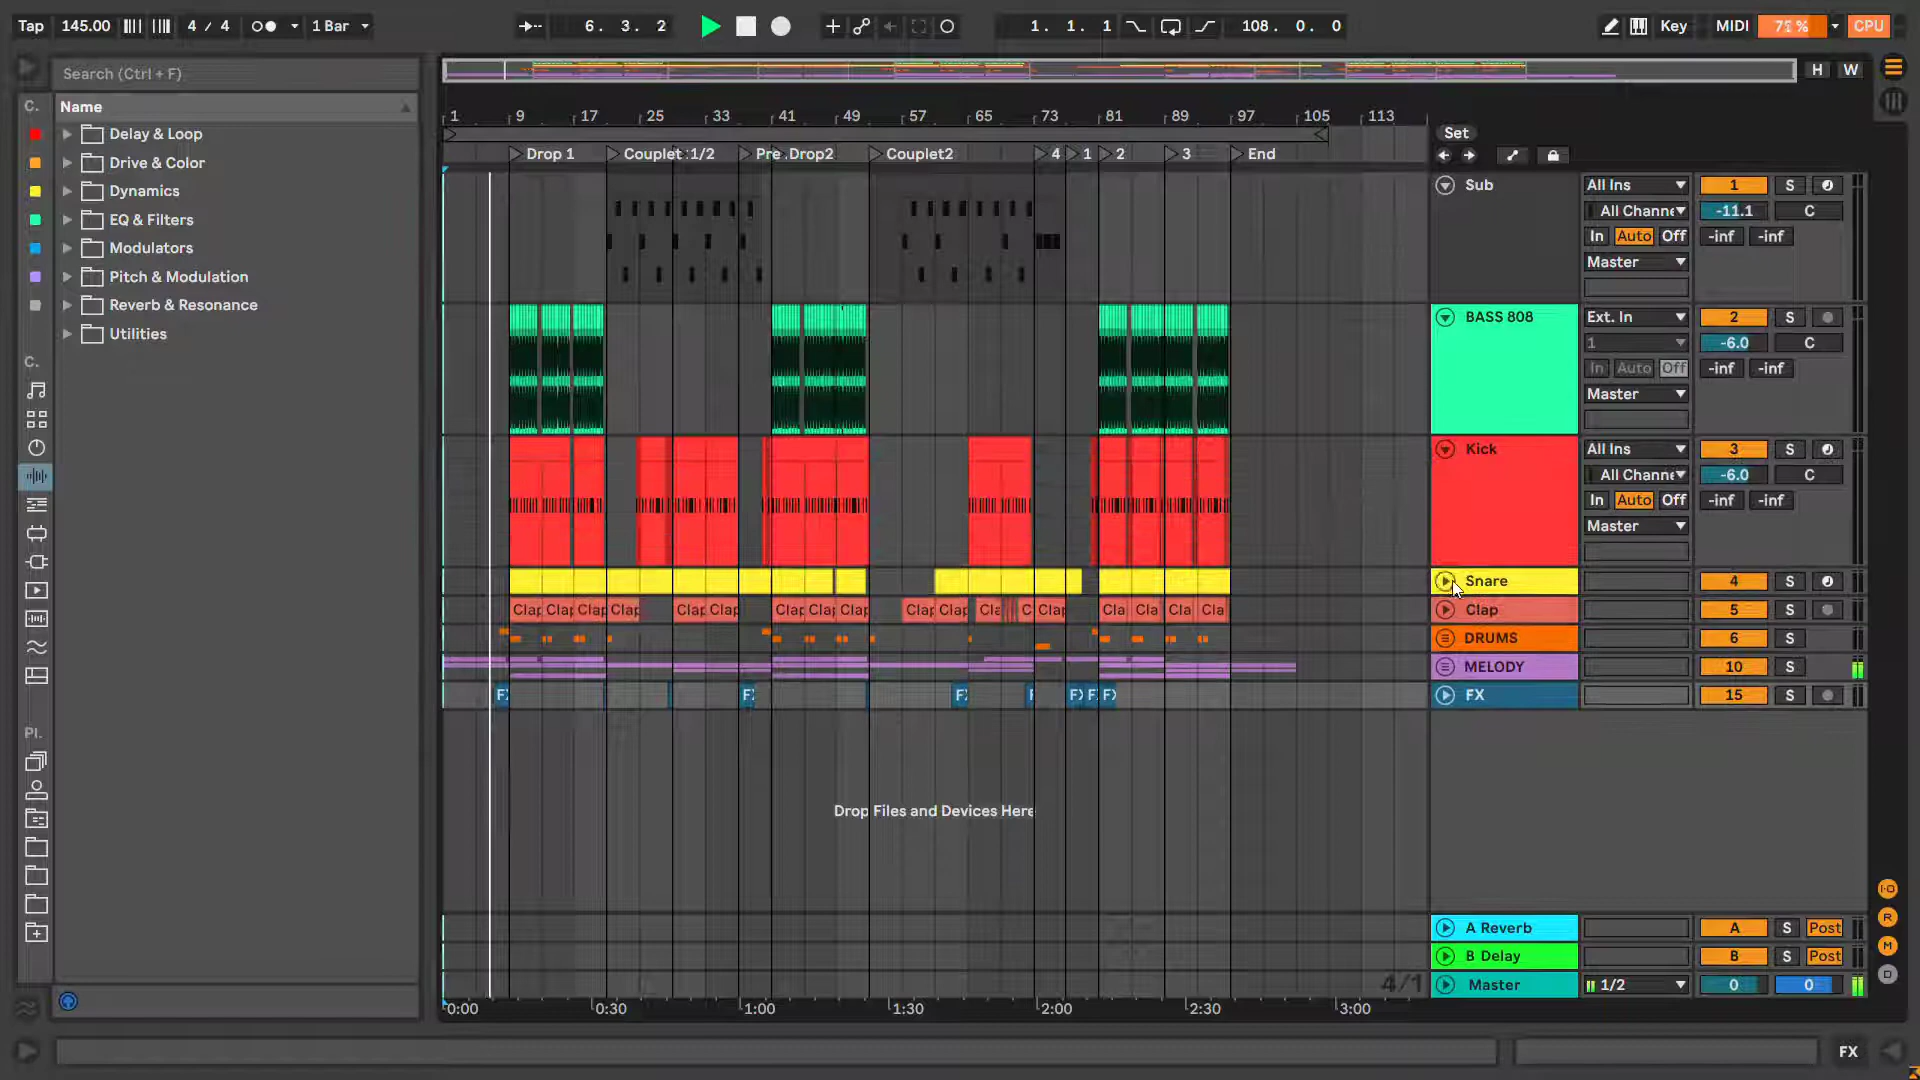 Tap 145.00 4 / 4 1 Bar 6. 3. 2 1. 1. 1 108. 0. 0 Key MIDI CPU
Search (Ctrl + F)
H W
C. Name
Delay & Loop
Drive & Color
Dynamics
EQ & Filters
Modulators
Pitch & Modulation
Reverb & Resonance
Utilities
C.
Pl.
1 9 17 25 33 41 49 57 65 73 81 89 97 105 113
Set
Drop 1 Couplet 1/2 Pre Drop2 Couplet2 4 1 2 3 End
Sub All Ins 1 S
All Channe -11.1 C
In Auto Off -inf -inf
Master
BASS 808 Ext. In 2 S
1 -6.0 C
In Auto Off -inf -inf
Master
Kick All Ins 3 S
All Channe -6.0 C
In Auto Off -inf -inf
Master
Snare 4 S
Clap Clap Clap Clap Clap Clap Clap Clap Clap Clap Clap Cla C Clap Cla Cla Cla Cla Clap 5 S
DRUMS 6 S
MELODY 10 S
FX FX FX F FX F FX FX 15 S
Drop Files and Devices Here
A Reverb A S Post
B Delay B S Post
4/1 Master 1/2 0 0
0:00 0:30 1:00 1:30 2:00 2:30 3:00
I·O
R
M
D
FX